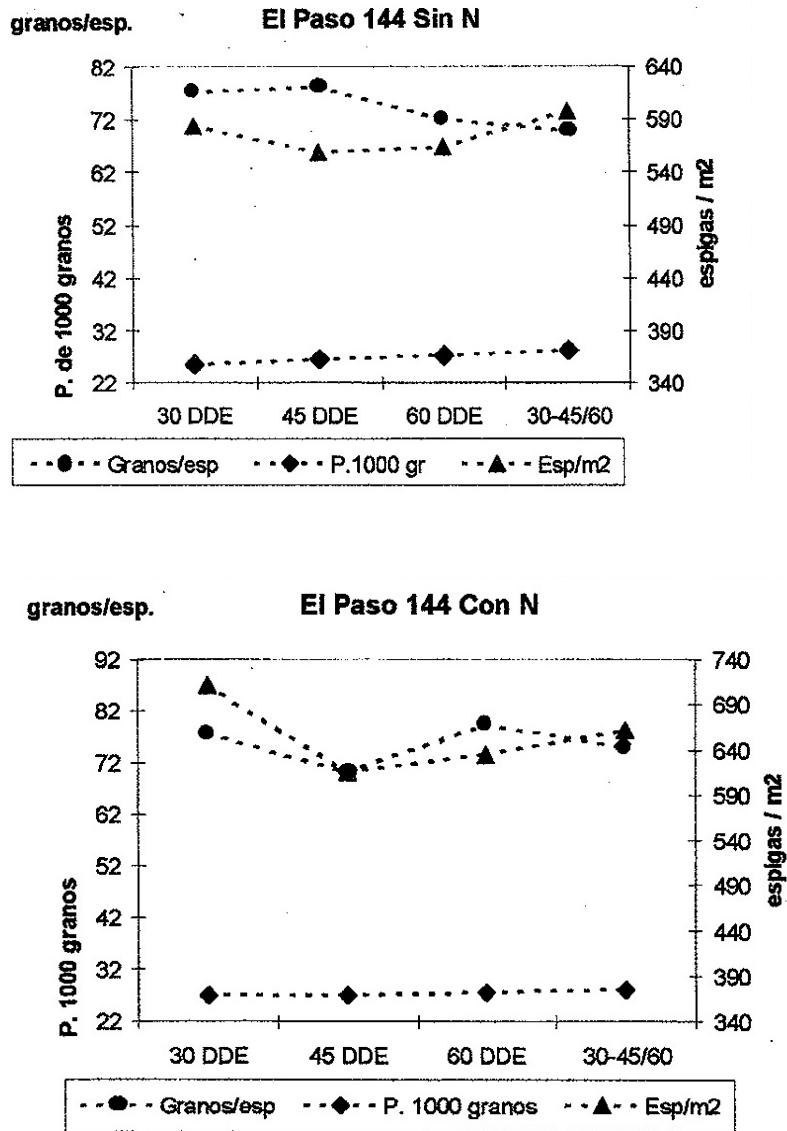 granos/esp.
El Paso 144 Sin N
82
72
62
52
42
32
22
P. de 1000 granos
640
590
540
490
440
390
340
espigas / m2
30 DDE 45 DDE 60 DDE 30-45/60
Granos/esp P.1000 gr Esp/m2
granos/esp.
El Paso 144 Con N
92
82
72
62
52
42
32
22
P. 1000 granos
740
690
640
590
540
490
440
390
340
espigas / m2
30 DDE 45 DDE 60 DDE 30-45/60
Granos/esp P. 1000 granos Esp/m2